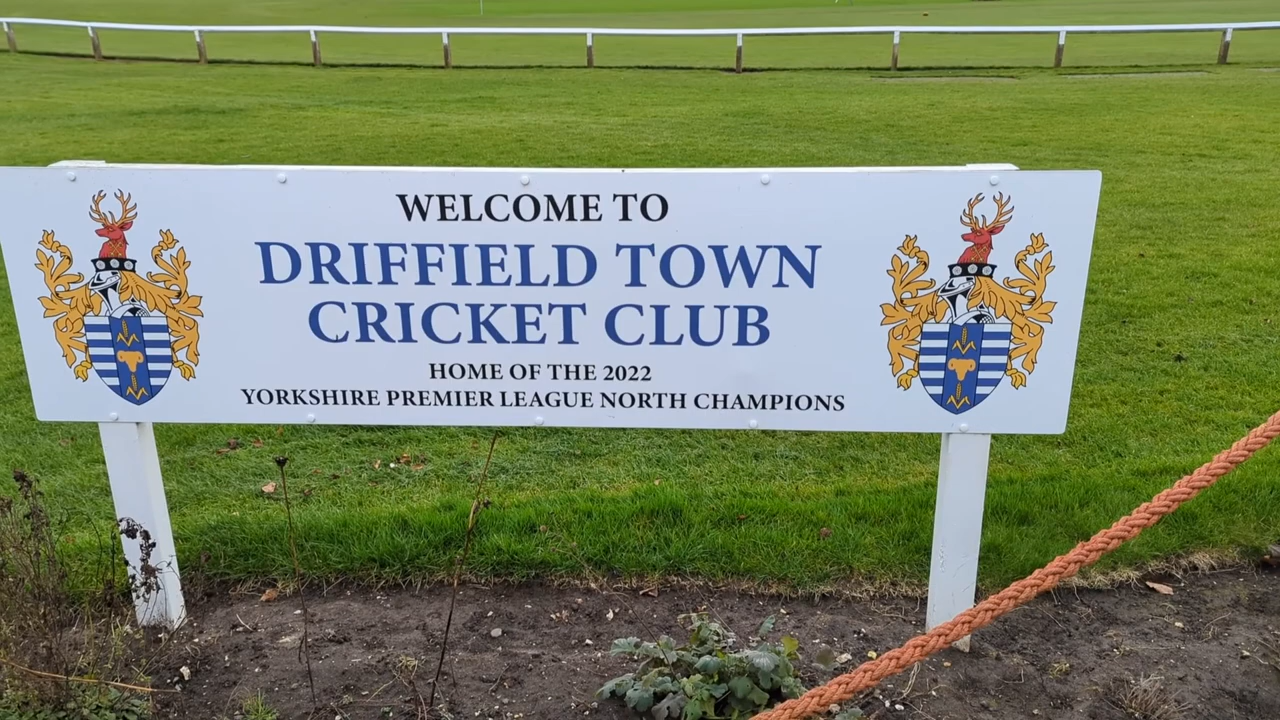 WELCOME TO
DRIFFIELD TOWN
CRICKET CLUB
HOME OF THE 2022
YORKSHIRE PREMIER LEAGUE NORTH CHAMPIONS